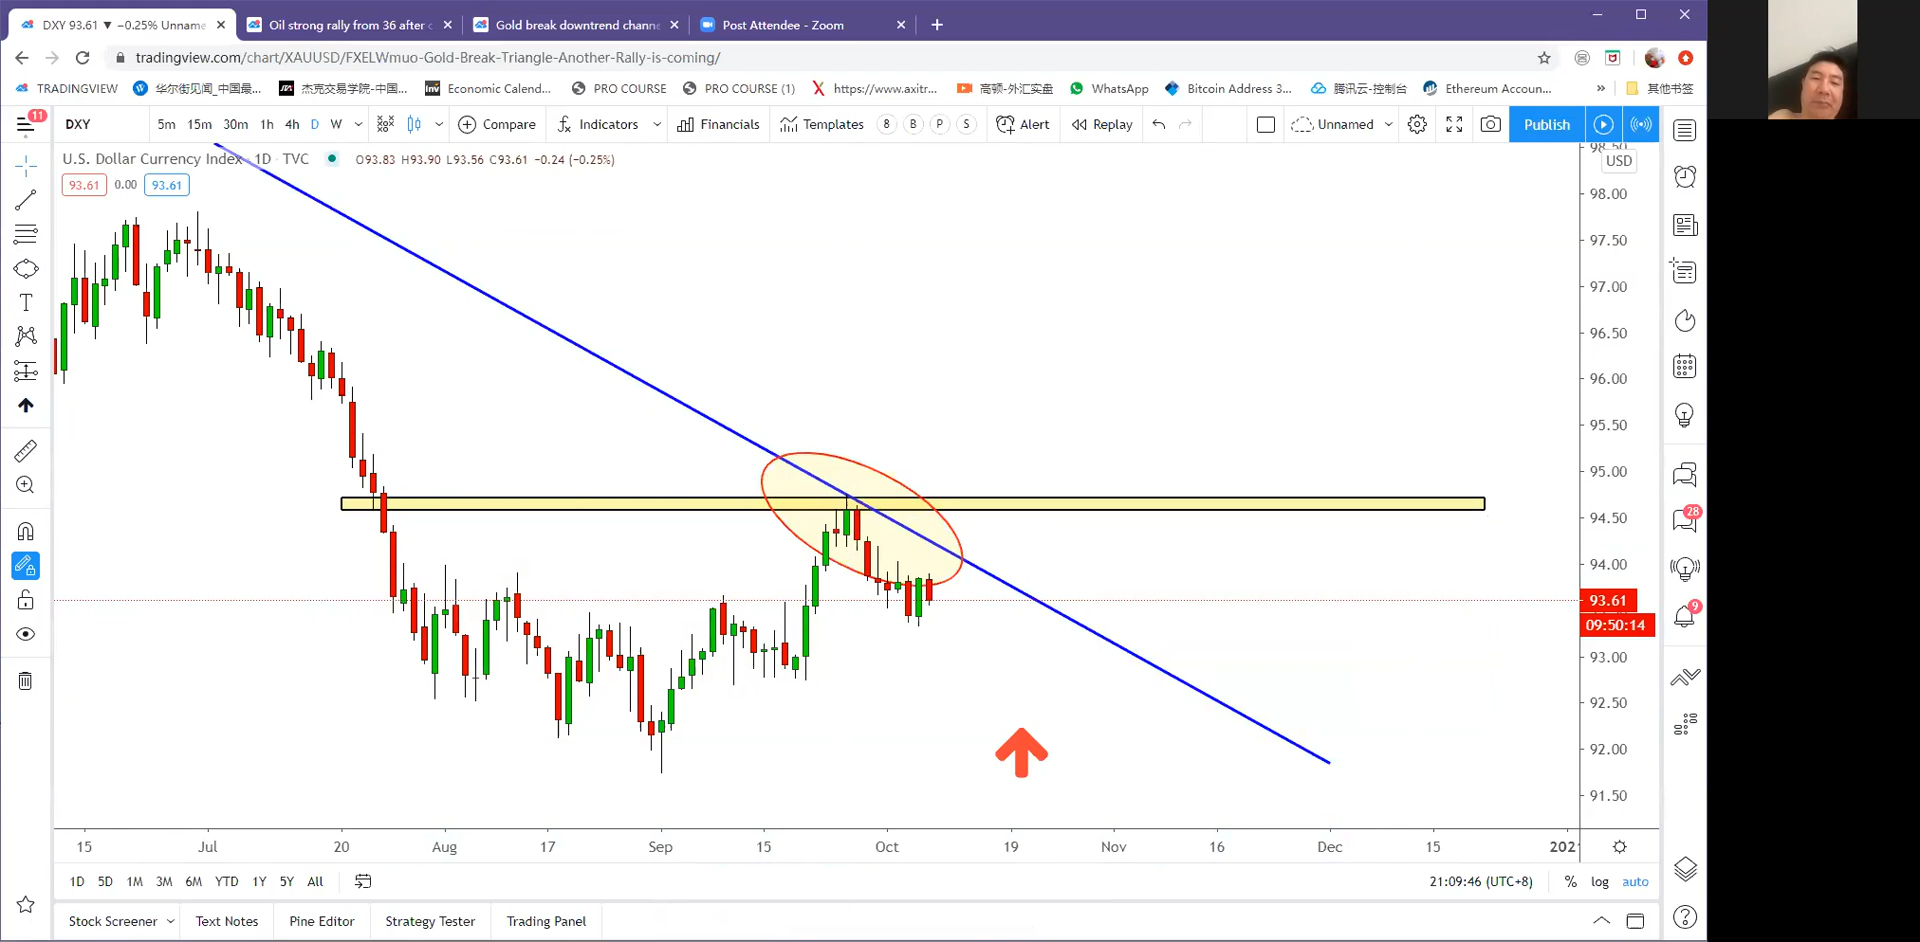 DXY 93.61 ▼ −0.25% Unname
Oil strong rally from 36 after c
Gold break downtrend chann
Post Attendee - Zoom
tradingview.com/chart/XAUUSD/FXELWmuo-Gold-Break-Triangle-Another-Rally-is-coming/
TRADINGVIEW
华尔街见闻_中国最...
杰克交易学院-中国...
Economic Calend...
PRO COURSE
PRO COURSE (1)
https://www.axitr...
高顿-外汇实盘
WhatsApp
Bitcoin Address 3...
腾讯云-控制台
Ethereum Accoun...
»
其他书签
11
DXY
5m 15m 30m 1h 4h D W
Compare
Indicators
Financials
Templates
8 B P S
Alert
Replay
Unnamed
Publish
U.S. Dollar Currency Index · 1D · TVC
O93.83 H93.90 L93.56 C93.61 −0.24 (−0.25%)
93.61 0.00 93.61
98.50
USD
98.00
97.50
97.00
96.50
96.00
95.50
95.00
94.50
94.00
93.61
09:50:14
93.00
92.50
92.00
91.50
28
9
15 Jul 20 Aug 17 Sep 15 Oct 19 Nov 16 Dec 15 202
1D 5D 1M 3M 6M YTD 1Y 5Y All
21:09:46 (UTC+8)
% log auto
Stock Screener
Text Notes
Pine Editor
Strategy Tester
Trading Panel